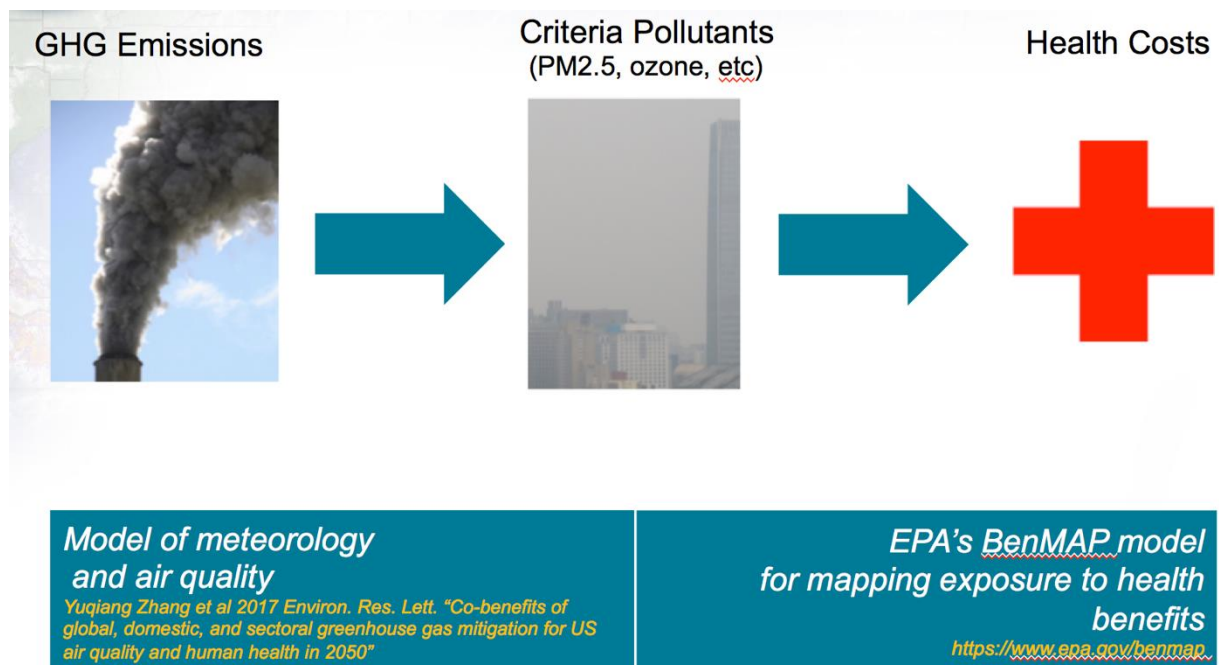 GHG Emissions
Criteria Pollutants
(PM2.5, ozone, etc)
Health Costs
Model of meteorology
and air quality
Yuqiang Zhang et al 2017 Environ. Res. Lett. “Co-benefits of
global, domestic, and sectoral greenhouse gas mitigation for US
air quality and human health in 2050”
EPA’s BenMAP model
for mapping exposure to health
benefits
https://www.epa.gov/benmap